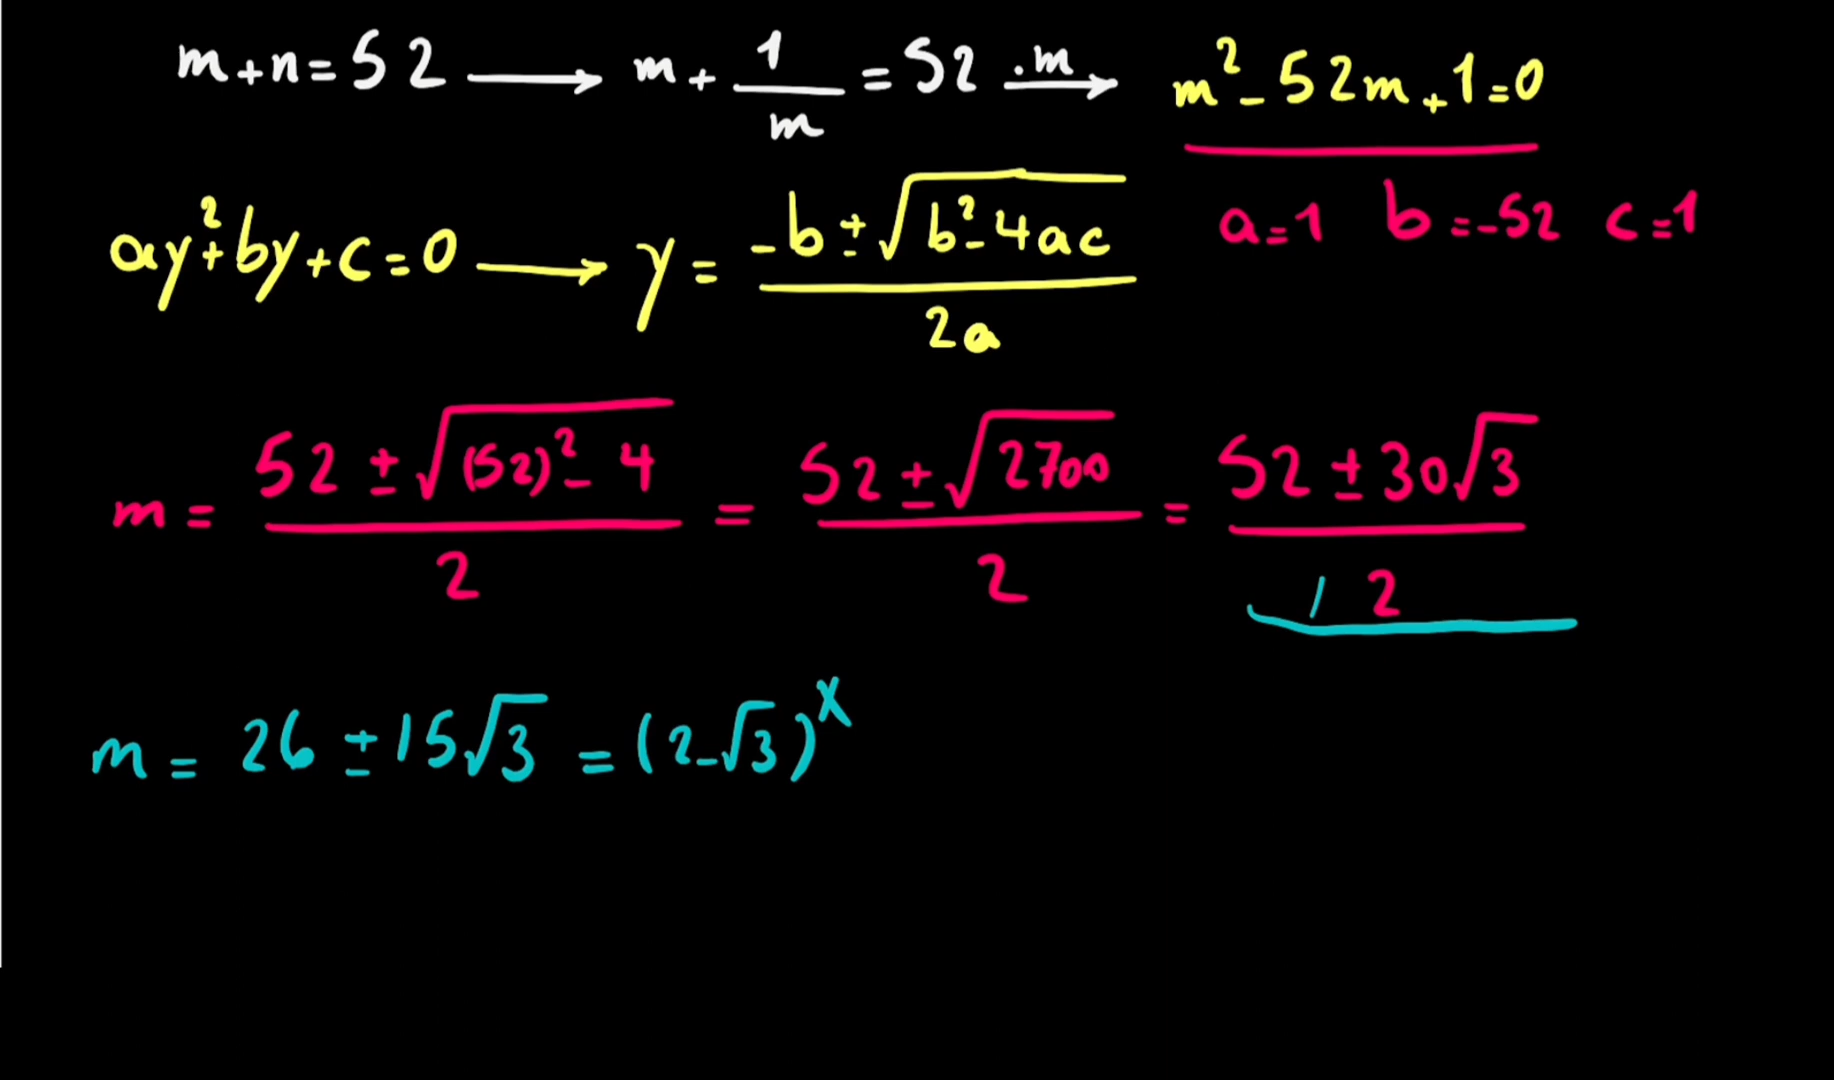 m+n=52 → m+1/m=52 .m→ m²-52m+1=0
a=1 b=-52 c=1
ay²+by+c=0 → y=(-b±√(b²-4ac))/2a
m=(52±√((52)²-4))/2=(52±√2700)/2=(52±30√3)/2
m=26±15√3=(2-√3)^x